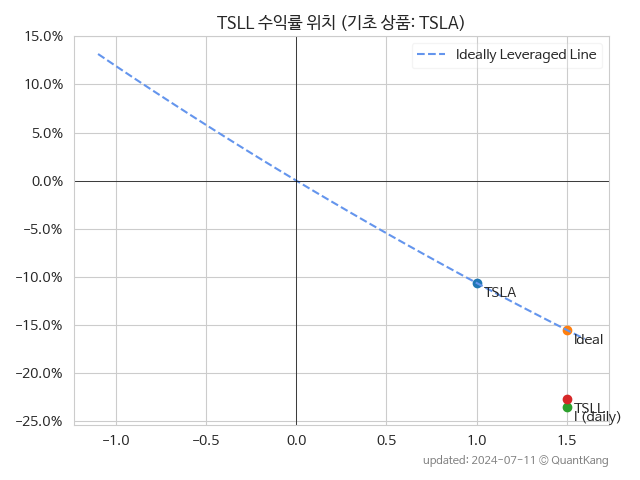 TSLL 수익률 위치 (기초 상품: TSLA)
Ideally Leveraged Line
15.0%
10.0%
5.0%
0.0%
−5.0%
−10.0%
−15.0%
−20.0%
−25.0%
TSLA
Ideal
TSLL
l (daily)
−1.0
−0.5
0.0
0.5
1.0
1.5
updated: 2024-07-11 © QuantKang